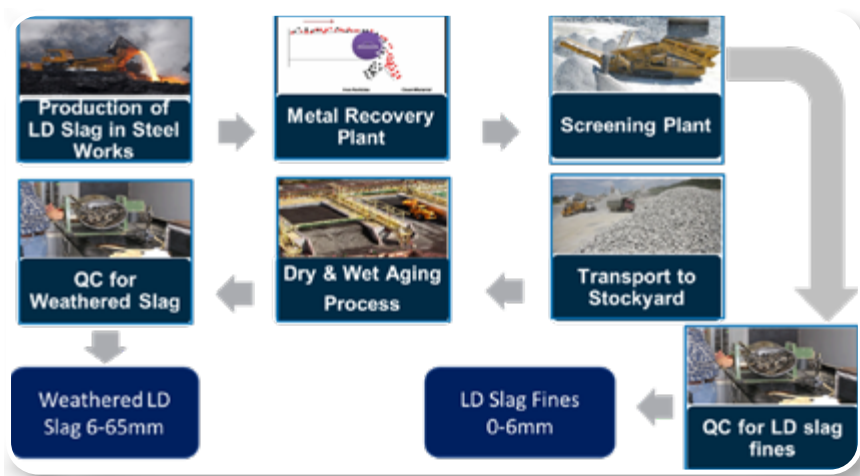 Production of
LD Slag in Steel
Works
Metal Recovery
Plant
Screening Plant
QC for
Weathered Slag
Dry & Wet Aging
Process
Transport to
Stockyard
Weathered LD
Slag 6-65mm
LD Slag Fines
0-6mm
QC for LD slag
fines